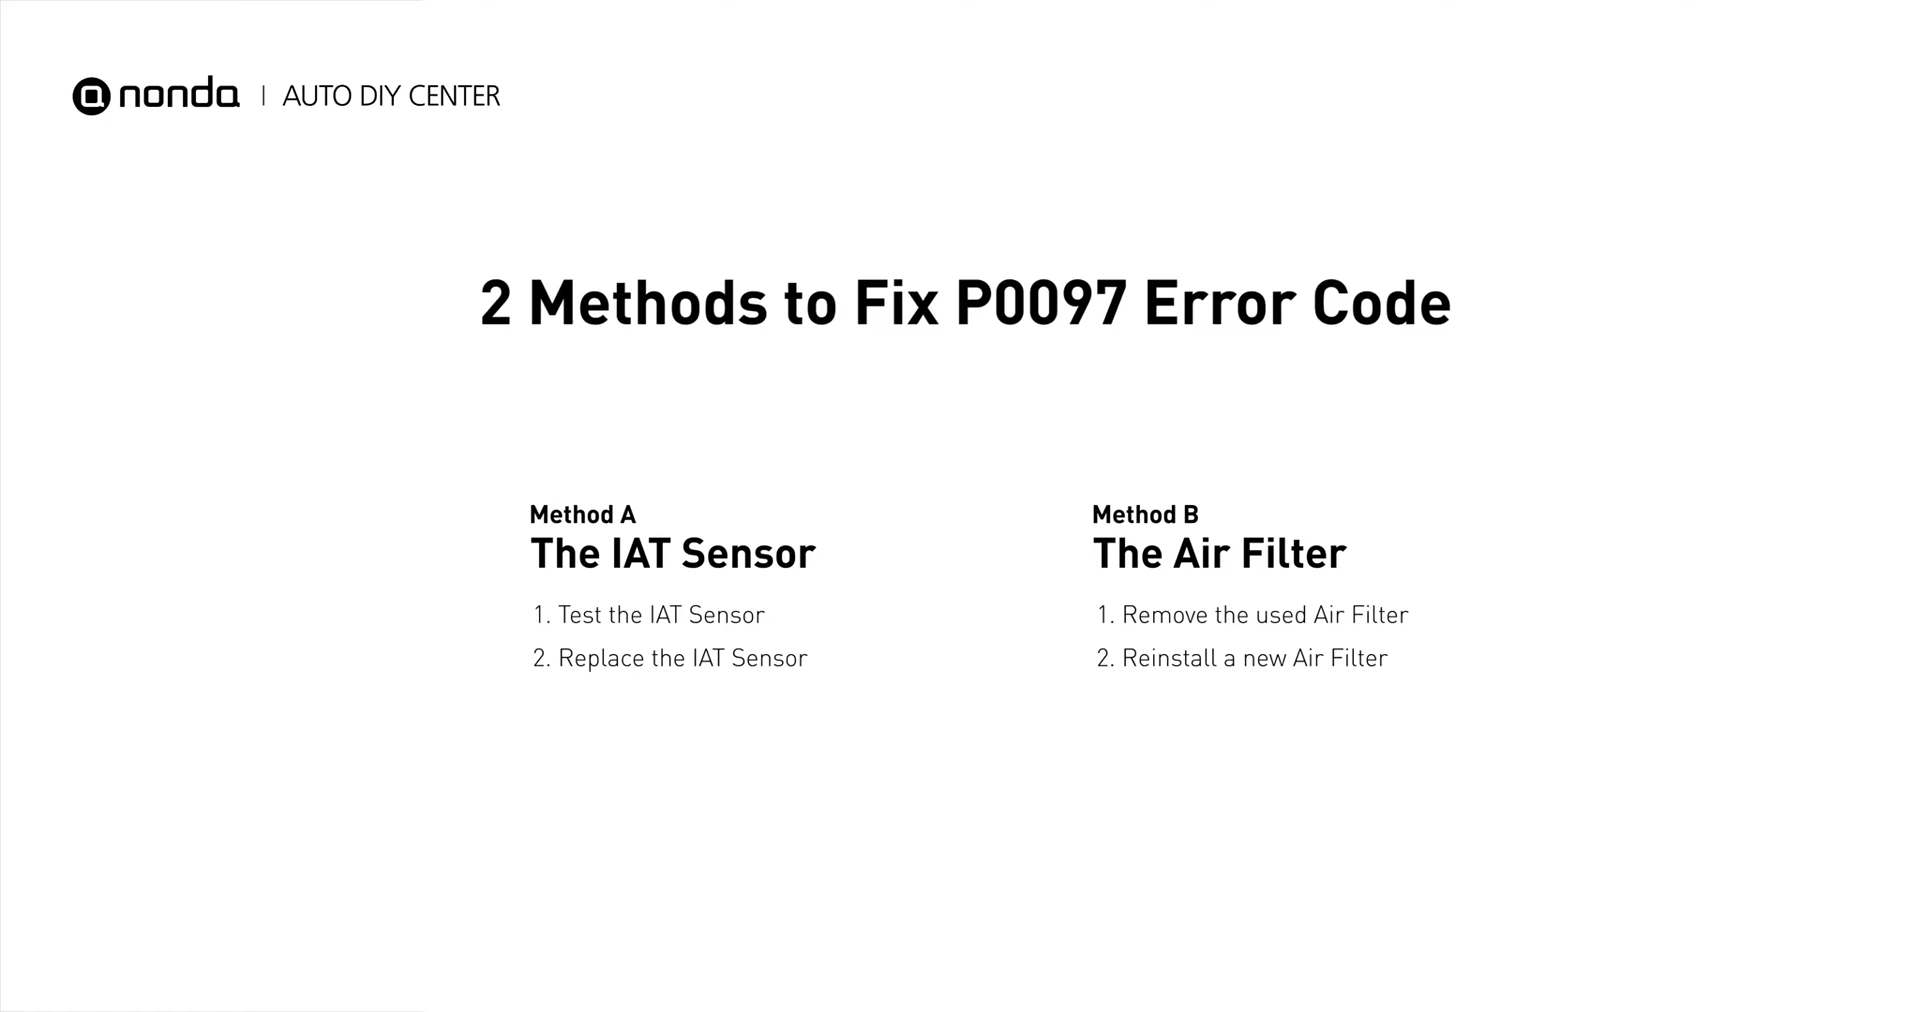 nonda | AUTO DIY CENTER
2 Methods to Fix P0097 Error Code
Method A
The IAT Sensor
1. Test the IAT Sensor
2. Replace the IAT Sensor
Method B
The Air Filter
1. Remove the used Air Filter
2. Reinstall a new Air Filter